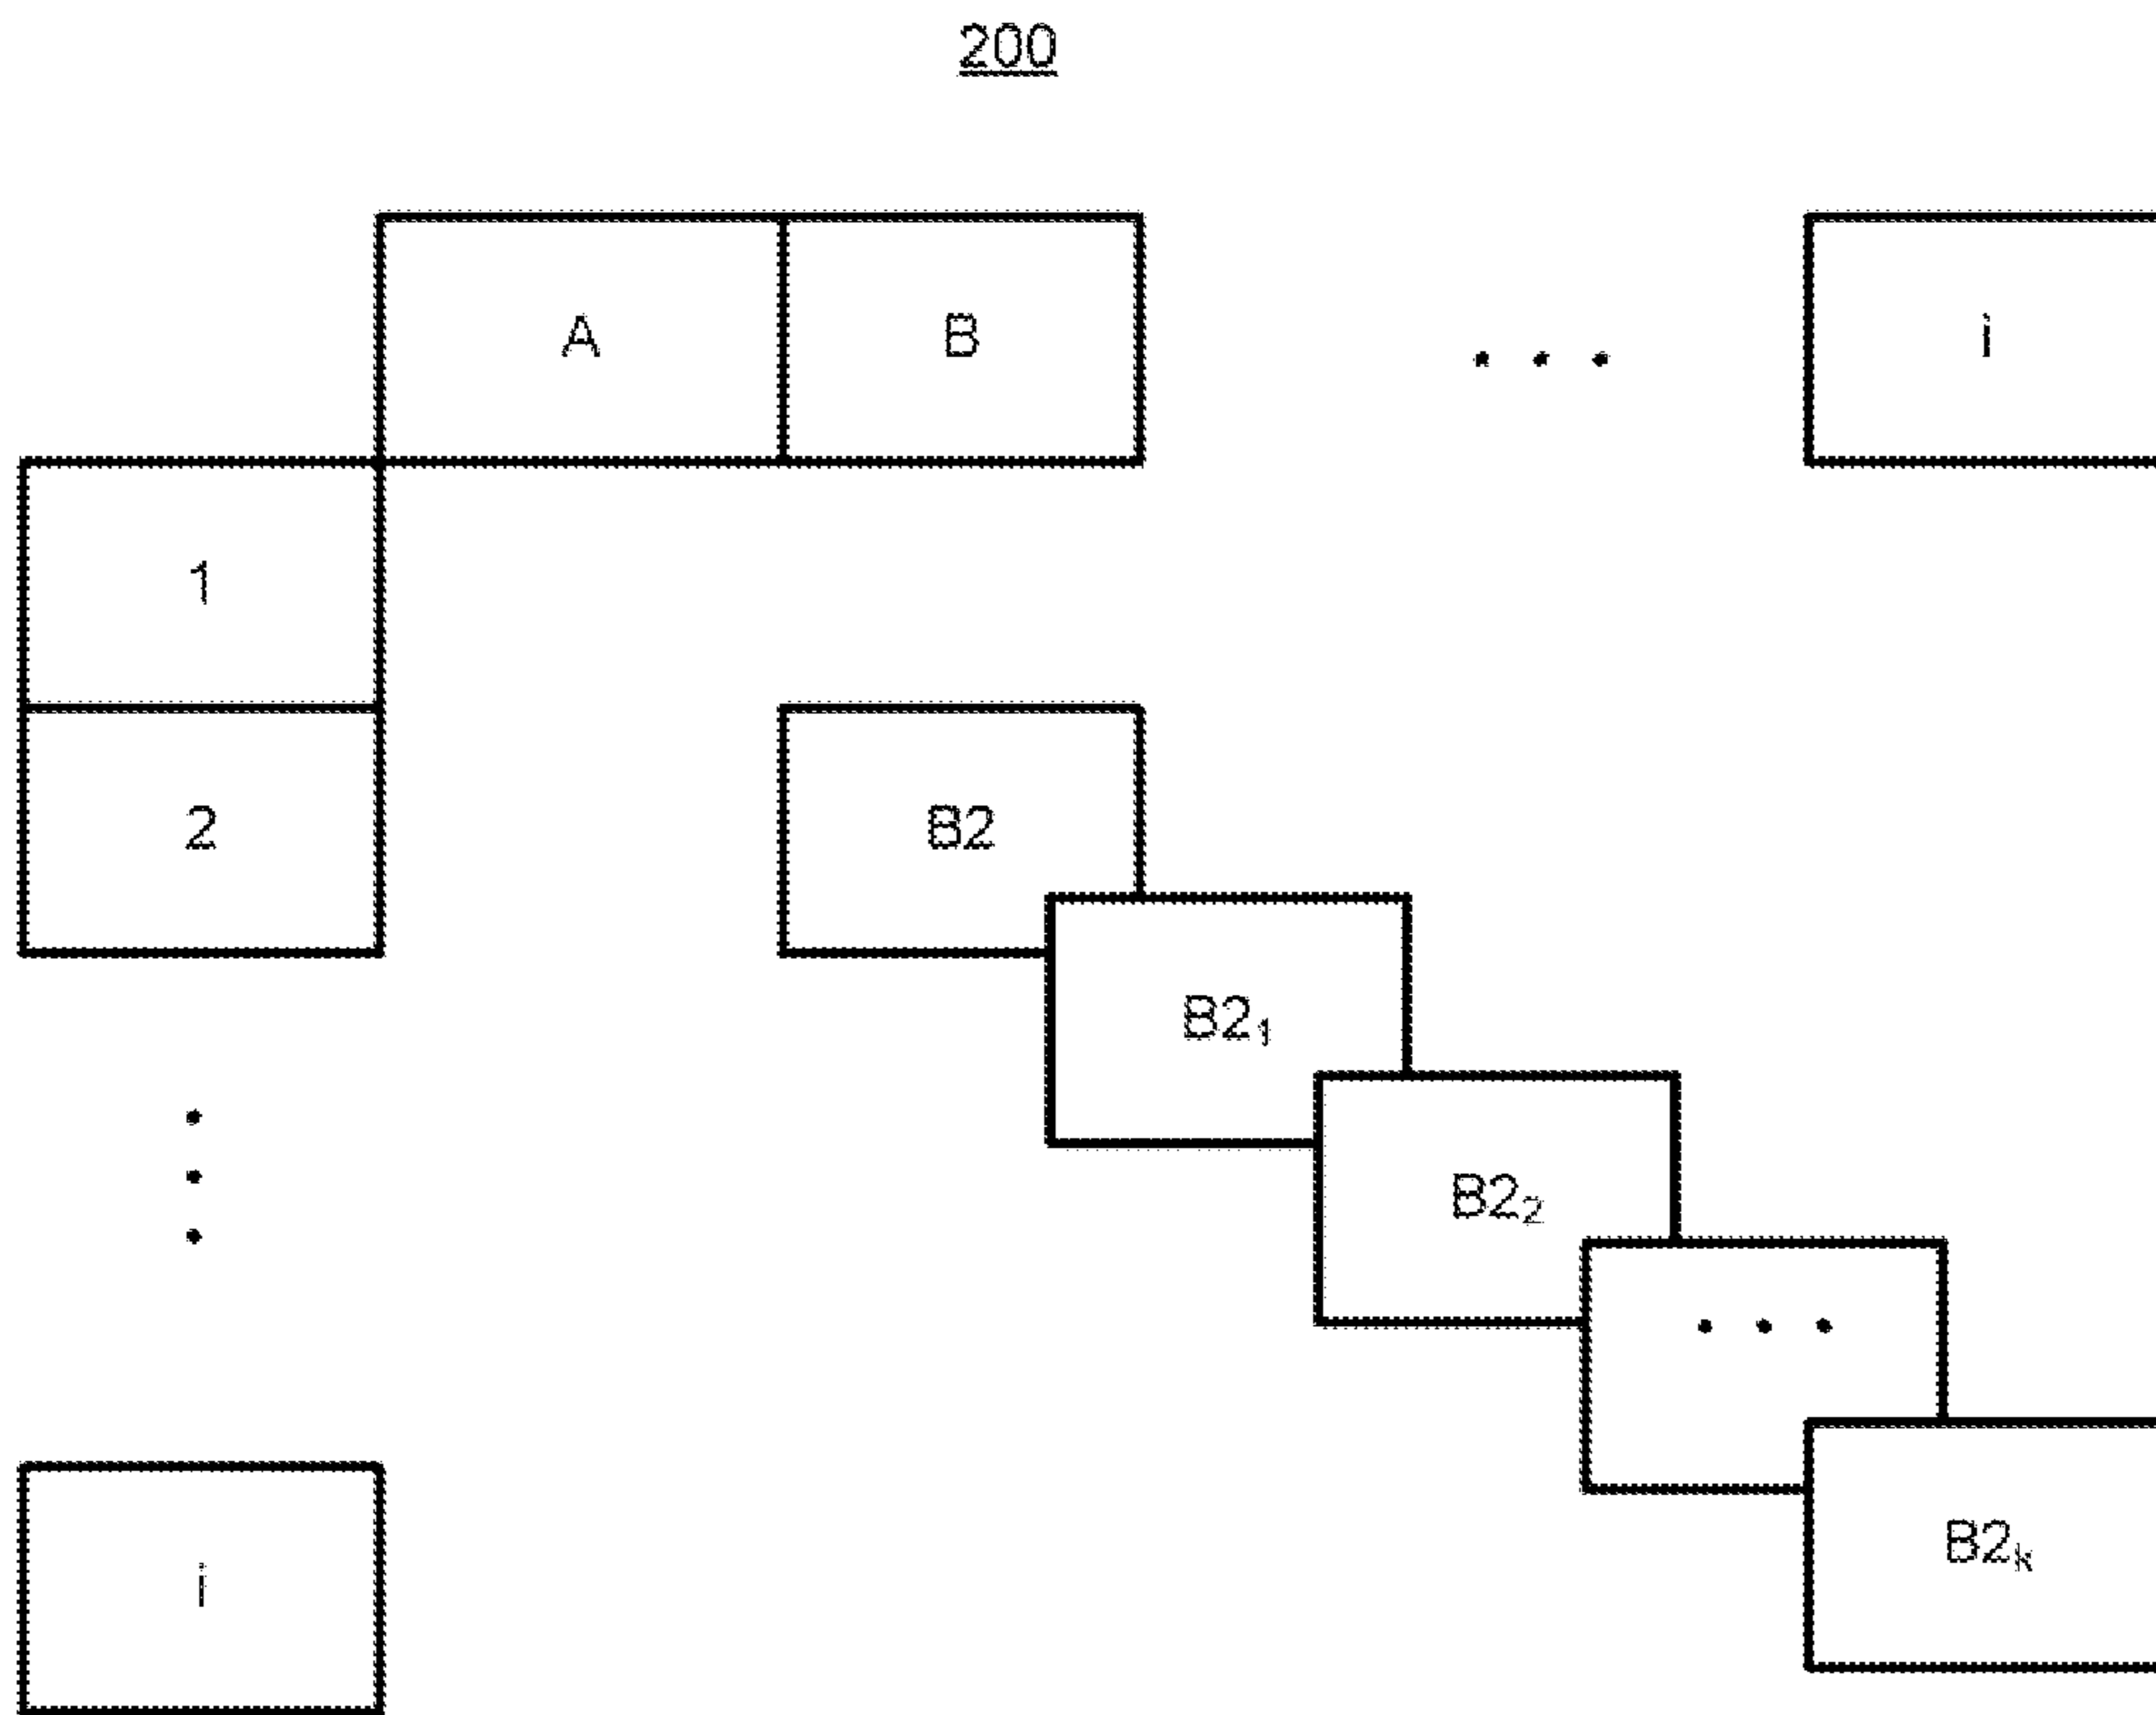 200
A B . . . i
1
2 B2
B2₁
B2₂
. . .
B2ₖ
i